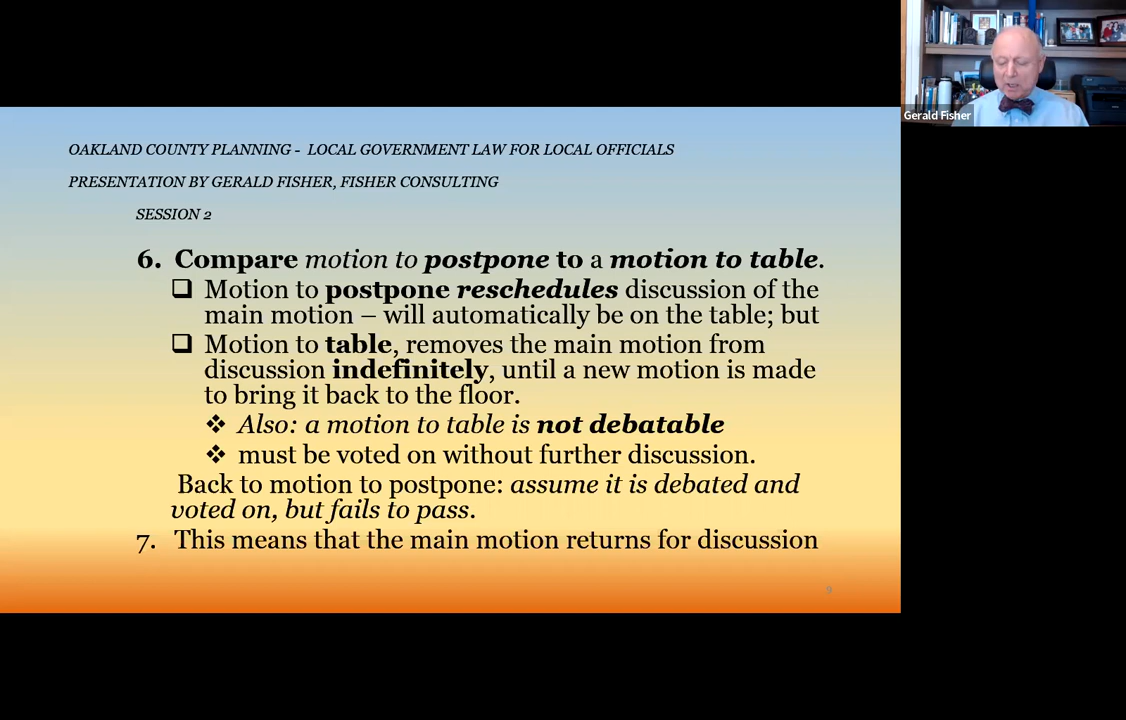 Gerald Fisher
OAKLAND COUNTY PLANNING - LOCAL GOVERNMENT LAW FOR LOCAL OFFICIALS
PRESENTATION BY GERALD FISHER, FISHER CONSULTING
SESSION 2
6. Compare motion to postpone to a motion to table.
❑ Motion to postpone reschedules discussion of the
main motion – will automatically be on the table; but
❑ Motion to table, removes the main motion from
discussion indefinitely, until a new motion is made
to bring it back to the floor.
❖ Also: a motion to table is not debatable
❖ must be voted on without further discussion.
Back to motion to postpone: assume it is debated and
voted on, but fails to pass.
7. This means that the main motion returns for discussion
9